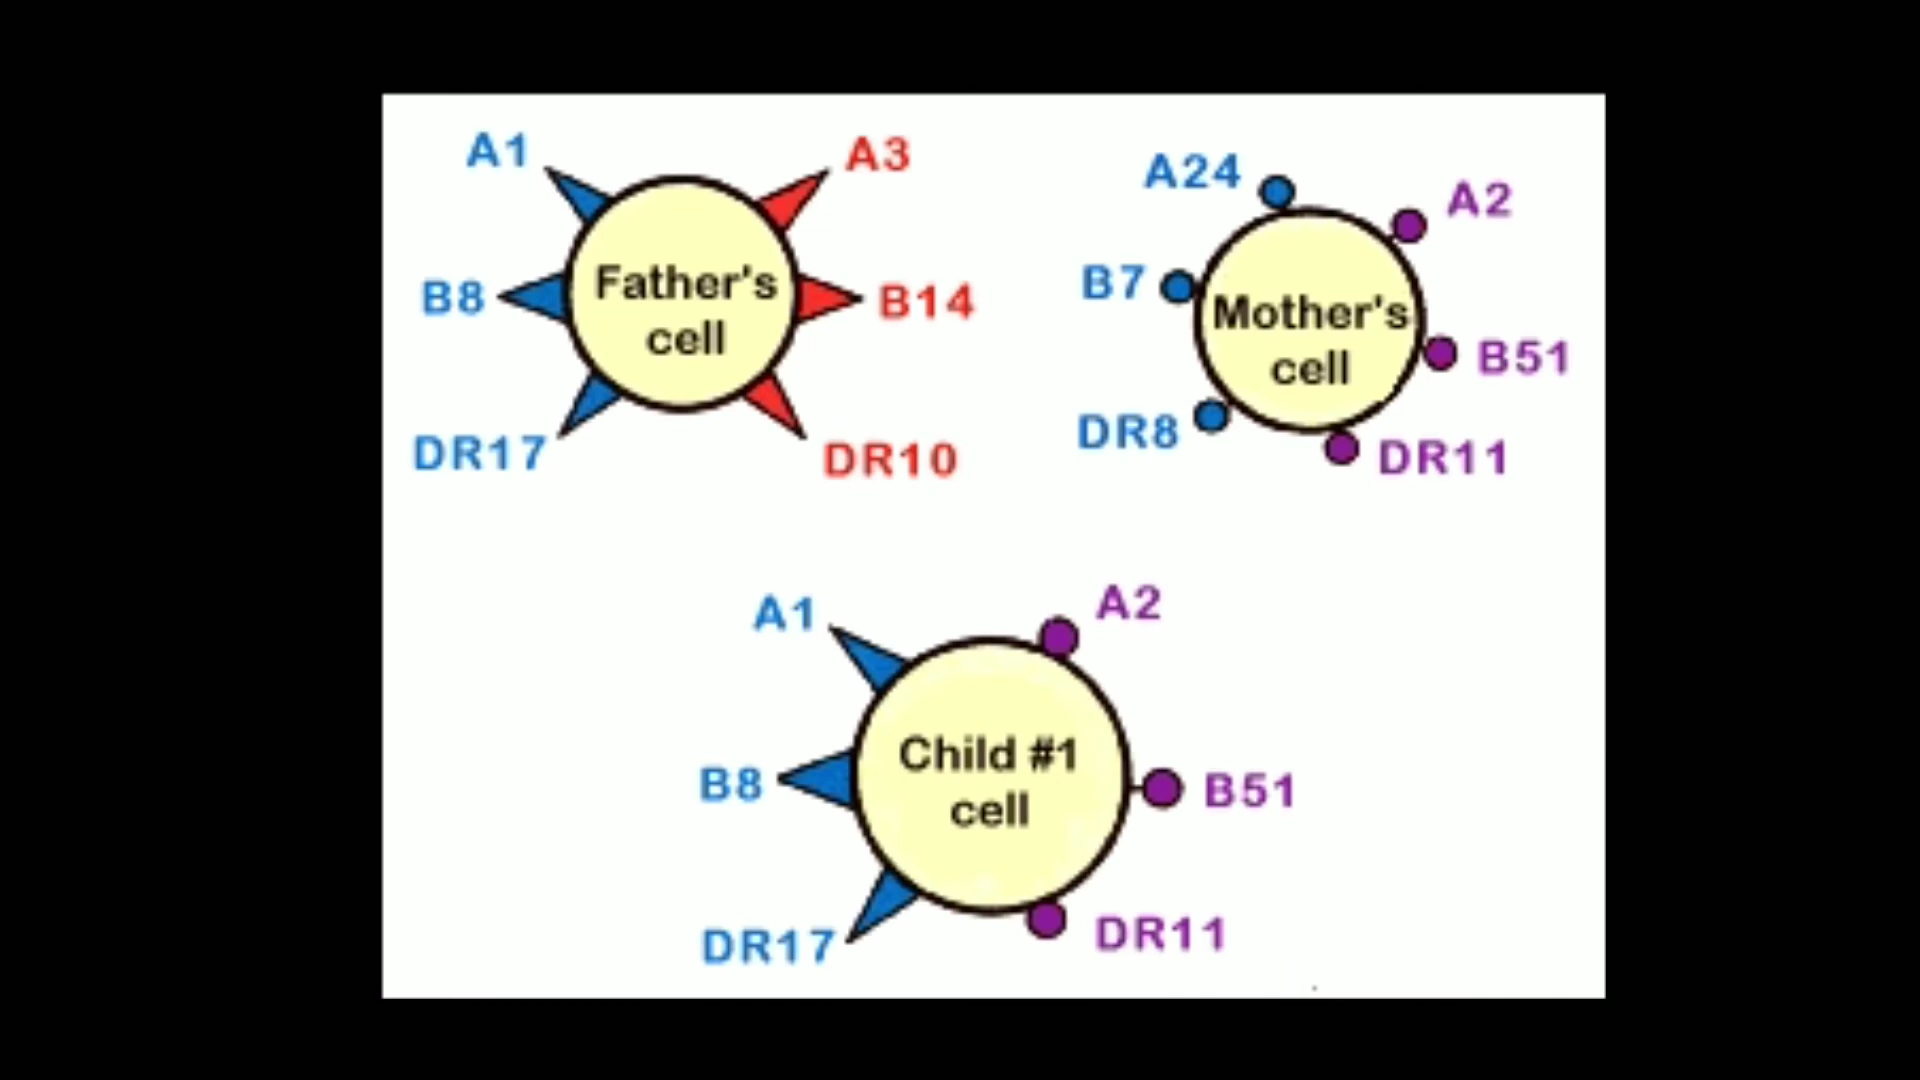 A1
A3
B8
Father's
cell
B14
DR17
DR10
A24
A2
B7
Mother's
cell
B51
DR8
DR11
A1
A2
B8
Child #1
cell
B51
DR17
DR11